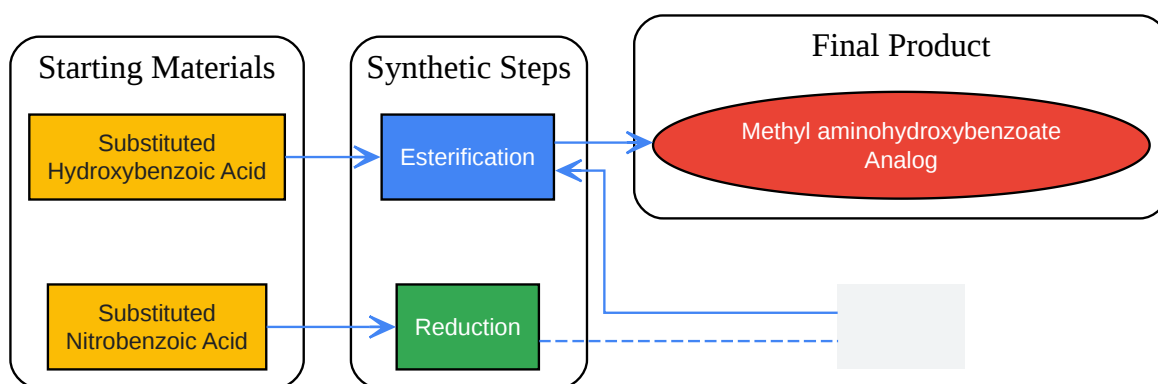 Starting Materials
Substituted
Hydroxybenzoic Acid
Substituted
Nitrobenzoic Acid
Synthetic Steps
Esterification
Reduction
Final Product
Methyl aminohydroxybenzoate
Analog